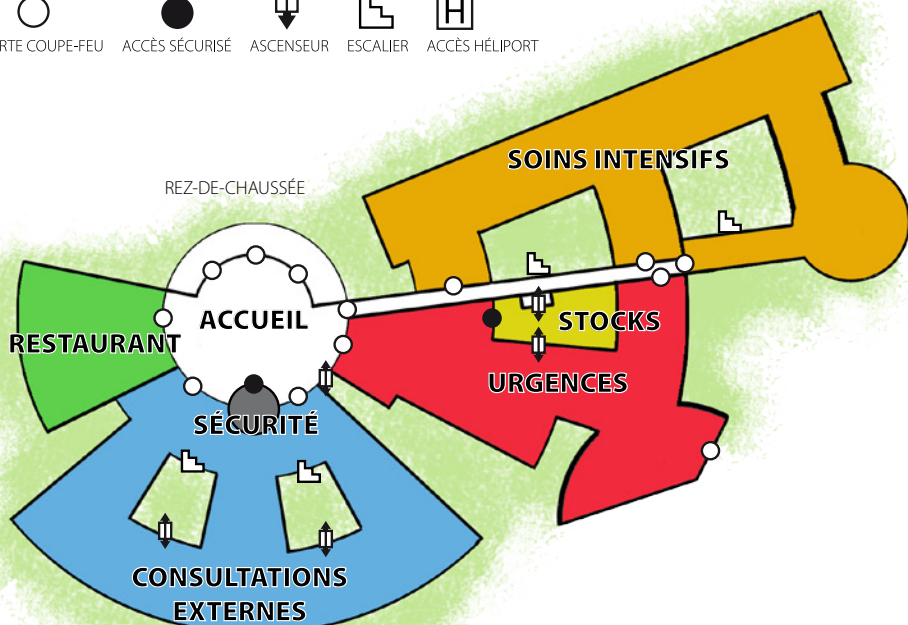 RTE COUPE-FEU ACCÈS SÉCURISÉ ASCENSEUR ESCALIER ACCÈS HÉLIPORT
H
SOINS INTENSIFS
REZ-DE-CHAUSSÉE
ACCUEIL
STOCKS
RESTAURANT
URGENCES
SÉCURITÉ
CONSULTATIONS
EXTERNES